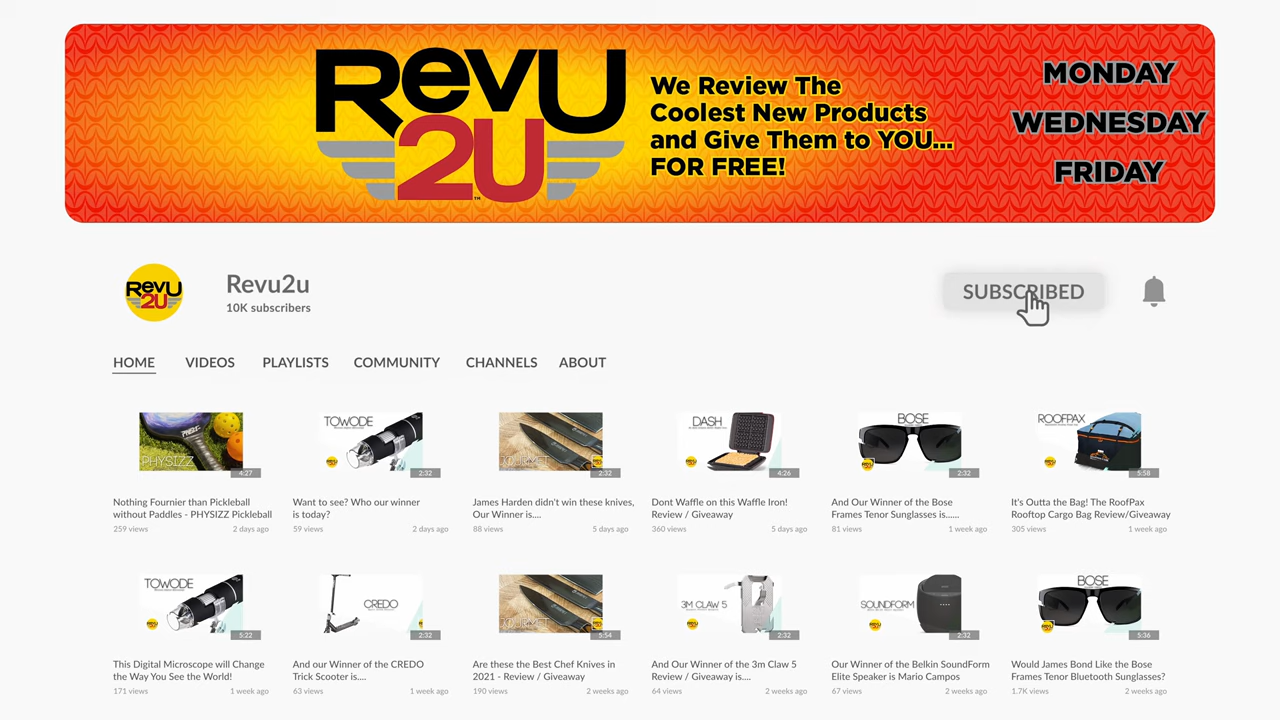 RevU
2U
™
We Review The
Coolest New Products
and Give Them to YOU...
FOR FREE!
MONDAY
WEDNESDAY
FRIDAY
RevU
2U
Revu2u
10K subscribers
SUBSCRIBED
HOME VIDEOS PLAYLISTS COMMUNITY CHANNELS ABOUT
PHYSIZZ
4:27
Nothing Fournier than Pickleball
without Paddles - PHYSIZZ Pickleball
259 views 2 days ago
TOWODE
2:32
Want to see? Who our winner
is today?
59 views 2 days ago
2:32
James Harden didn't win these knives,
Our Winner is....
88 views 5 days ago
DASH
4:26
Dont Waffle on this Waffle Iron!
Review / Giveaway
360 views 5 days ago
BOSE
2:32
And Our Winner of the Bose
Frames Tenor Sunglasses is......
81 views 1 week ago
ROOFPAX
5:58
It's Outta the Bag! The RoofPax
Rooftop Cargo Bag Review/Giveaway
305 views 1 week ago
TOWODE
5:22
This Digital Microscope will Change
the Way You See the World!
171 views 1 week ago
CREDO
2:32
And our Winner of the CREDO
Trick Scooter is....
63 views 1 week ago
5:54
Are these the Best Chef Knives in
2021 - Review / Giveaway
190 views 2 weeks ago
3M CLAW 5
2:32
And Our Winner of the 3m Claw 5
Review / Giveaway is....
64 views 2 weeks ago
SOUNDFORM
2:32
Our Winner of the Belkin SoundForm
Elite Speaker is Mario Campos
67 views 2 weeks ago
BOSE
5:36
Would James Bond Like the Bose
Frames Tenor Bluetooth Sunglasses?
1.7K views 2 weeks ago